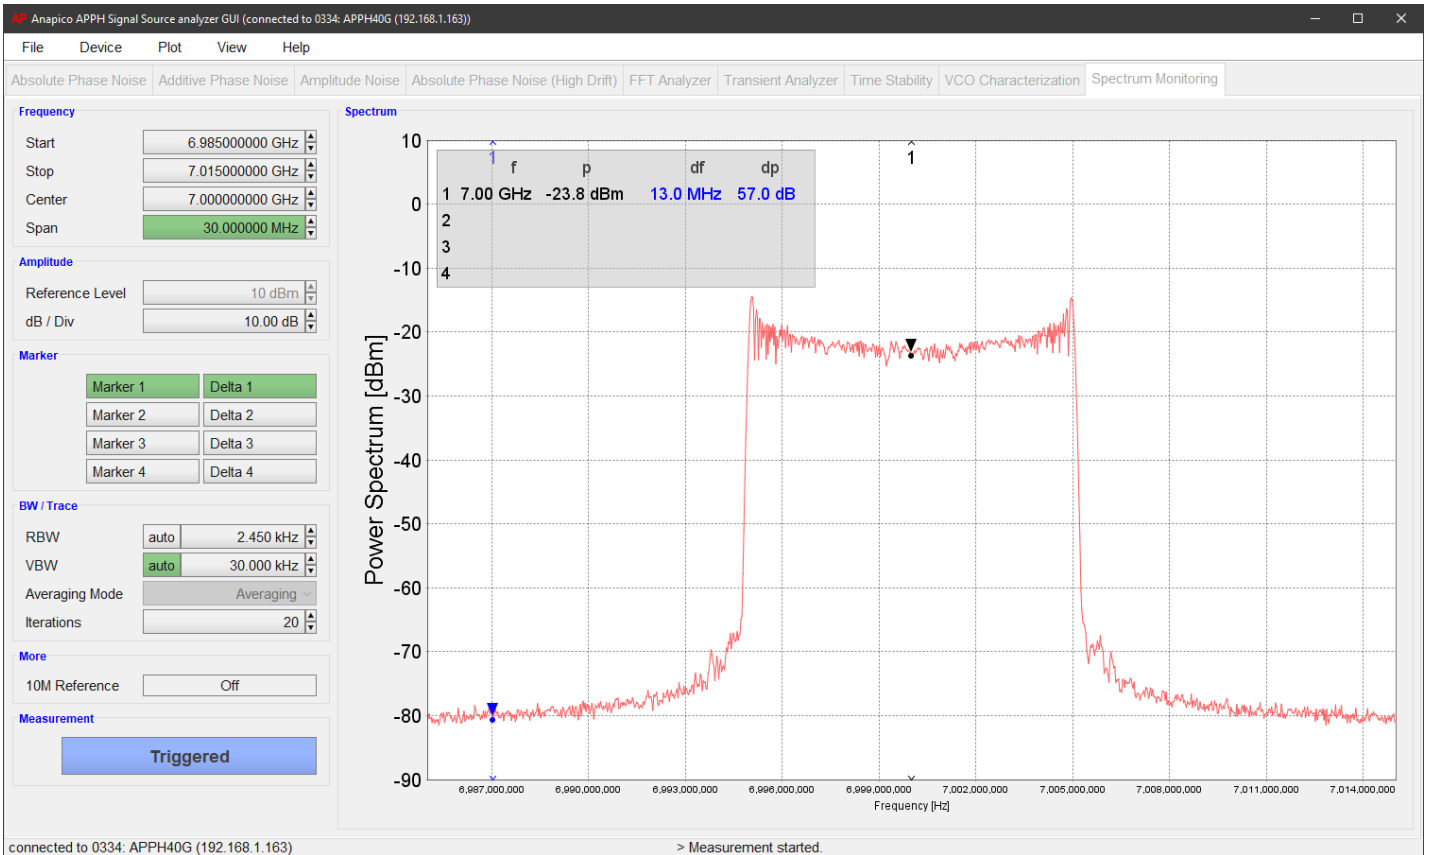 AP Anapico APPH Signal Source analyzer GUI (connected to 0334: APPH40G (192.168.1.163))
File Device Plot View Help
Absolute Phase Noise Additive Phase Noise Amplitude Noise Absolute Phase Noise (High Drift) FFT Analyzer Transient Analyzer Time Stability VCO Characterization Spectrum Monitoring
Frequency
Start 6.985000000 GHz
Stop 7.015000000 GHz
Center 7.000000000 GHz
Span 30.000000 MHz
Amplitude
Reference Level 10 dBm
dB / Div 10.00 dB
Marker
Marker 1 Delta 1
Marker 2 Delta 2
Marker 3 Delta 3
Marker 4 Delta 4
BW / Trace
RBW auto 2.450 kHz
VBW auto 30.000 kHz
Averaging Mode Averaging
Iterations 20
More
10M Reference Off
Measurement
Triggered
Spectrum
1 1
f p df dp
1 7.00 GHz -23.8 dBm 13.0 MHz 57.0 dB
2
3
4
Power Spectrum [dBm]
10
0
-10
-20
-30
-40
-50
-60
-70
-80
-90
6,987,000,000 6,990,000,000 6,993,000,000 6,996,000,000 6,999,000,000 7,002,000,000 7,005,000,000 7,008,000,000 7,011,000,000 7,014,000,000
Frequency [Hz]
connected to 0334: APPH40G (192.168.1.163) > Measurement started.